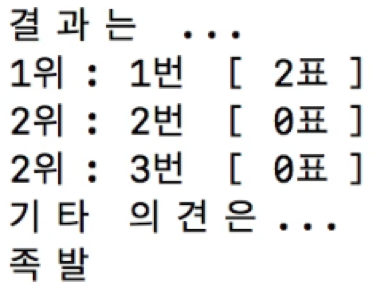 결과는 ...
1위 : 1번 [ 2표 ]
2위 : 2번 [ 0표 ]
2위 : 3번 [ 0표 ]
기타 의견은 ...
족발